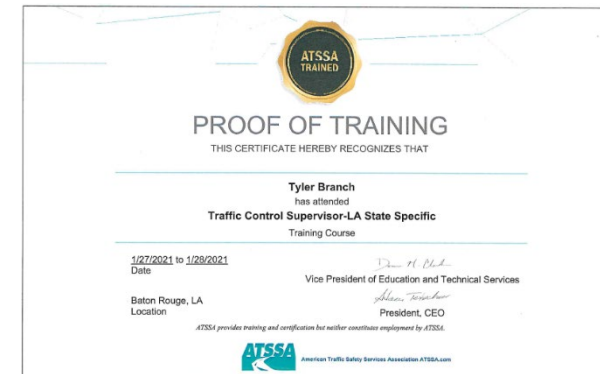 ATSSA
TRAINED
PROOF OF TRAINING
THIS CERTIFICATE HEREBY RECOGNIZES THAT
Tyler Branch
has attended
Traffic Control Supervisor-LA State Specific
Training Course
1/27/2021 to 1/28/2021
Date
Vice President of Education and Technical Services
Baton Rouge, LA
Location
President, CEO
ATSSA provides training and certification but neither constitutes employment by ATSSA.
ATSSA American Traffic Safety Services Association ATSSA.com